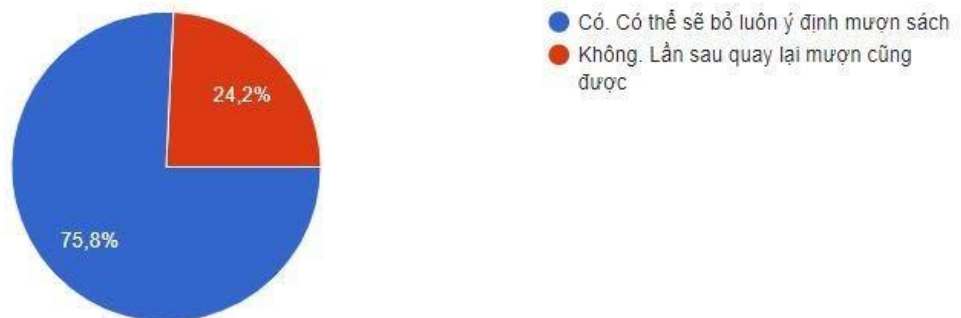 Có. Có thể sẽ bỏ luôn ý định mượn sách
Không. Lần sau quay lại mượn cũng
được
24,2%
75,8%